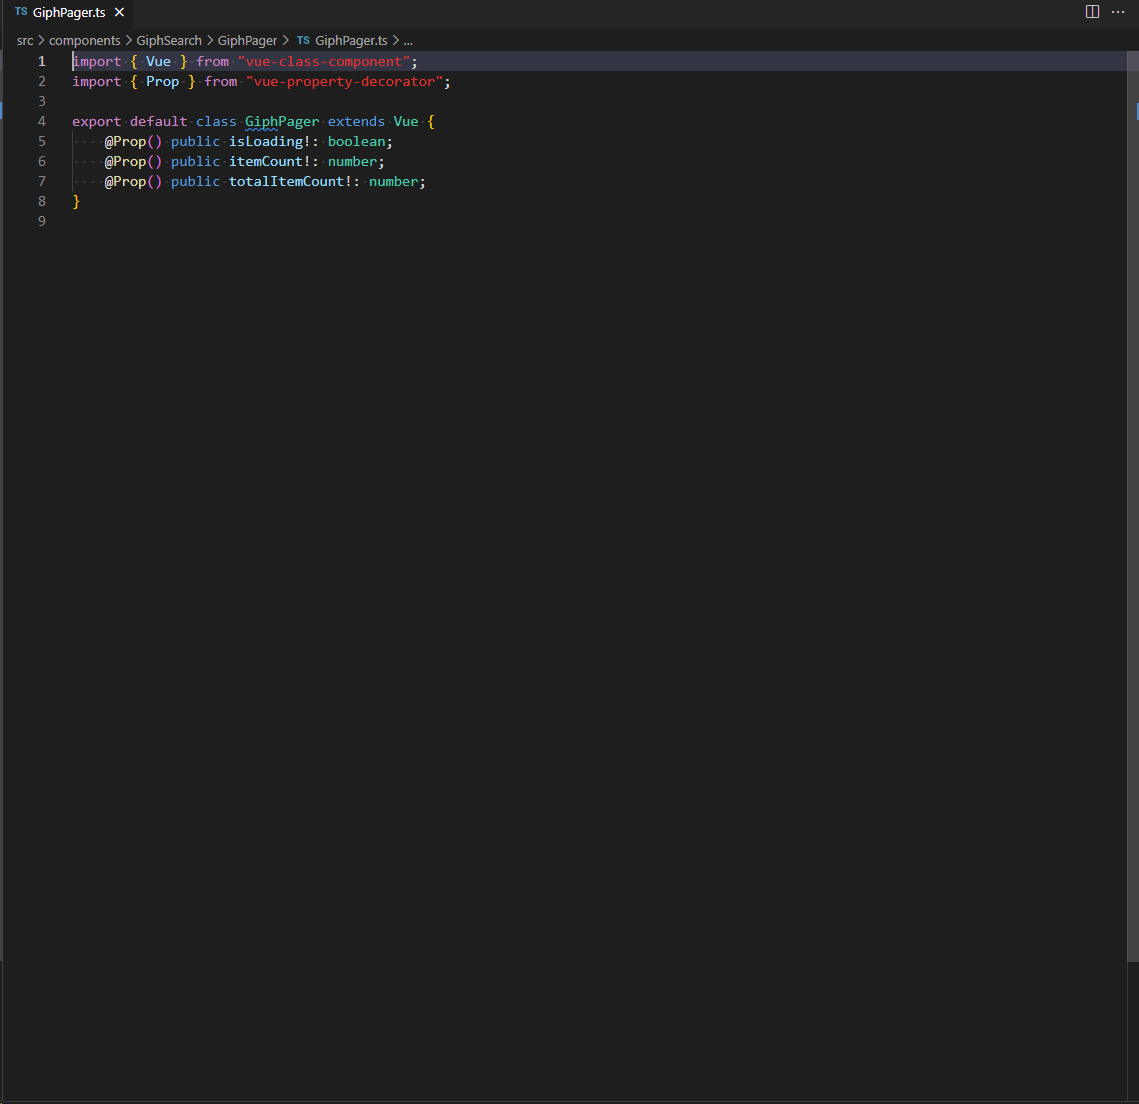 TS GiphPager.ts
src > components > GiphSearch > GiphPager > TS GiphPager.ts > ...
1 import { Vue } from "vue-class-component";
2 import { Prop } from "vue-property-decorator";
3
4 export default class GiphPager extends Vue {
5     @Prop() public isLoading!: boolean;
6     @Prop() public itemCount!: number;
7     @Prop() public totalItemCount!: number;
8 }
9